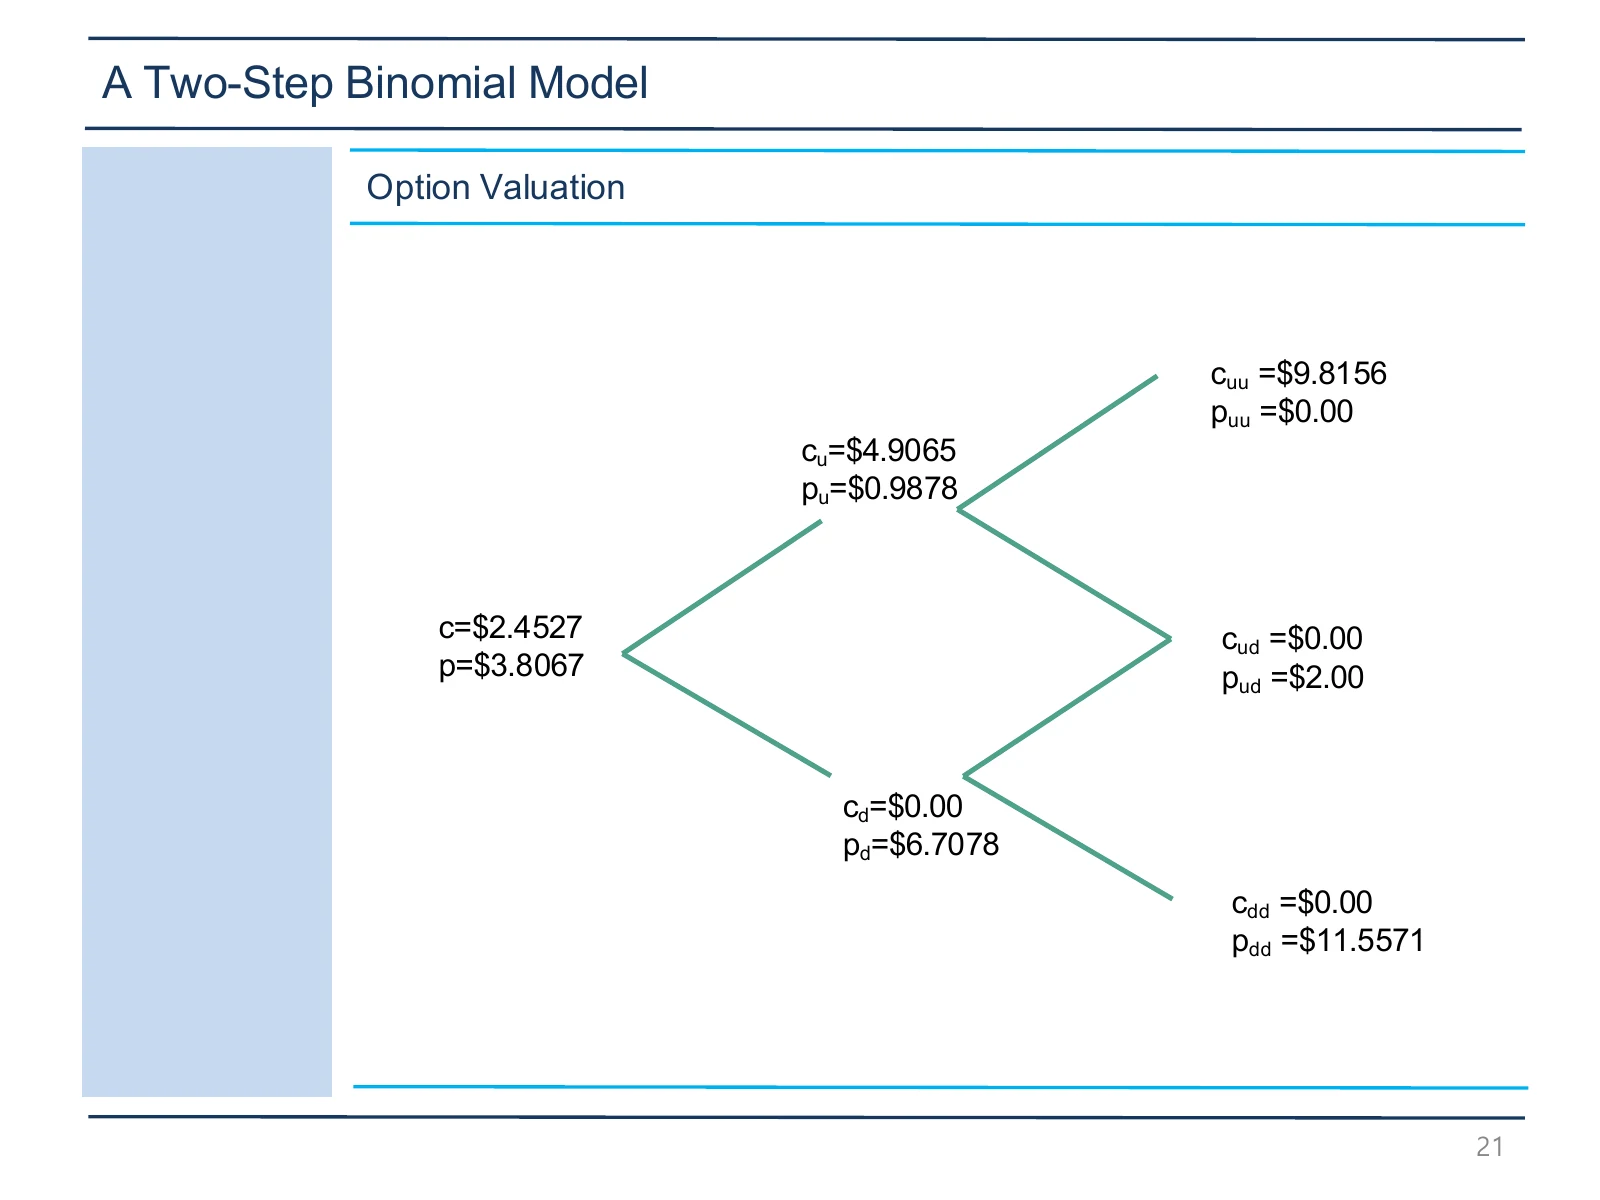 A Two-Step Binomial Model
Option Valuation
cuu =$9.8156
puu =$0.00
cu=$4.9065
pu=$0.9878
c=$2.4527
p=$3.8067
cud =$0.00
pud =$2.00
cd=$0.00
pd=$6.7078
cdd =$0.00
pdd =$11.5571
21